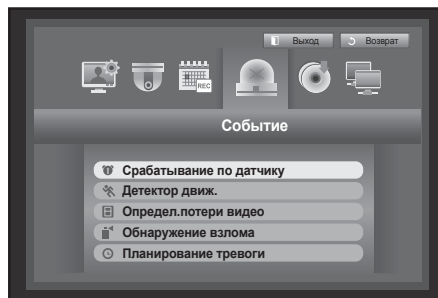 Выход
Возврат
REC
Событие
Срабатывание по датчику
Детектор движ.
Определ.потери видео
Обнаружение взлома
Планирование тревоги